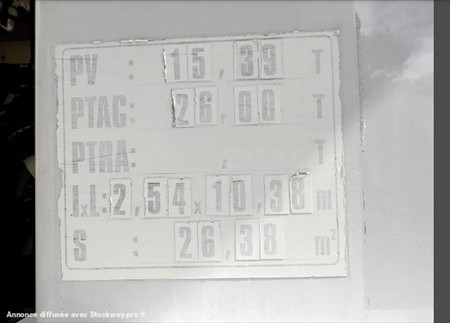 PV : 15,39 T
PTAC: 26,00 T
PTRA: , T
LxL: 2,54 x 10,38 m
S : 26,38 m²
Annonce diffusée avec Stockway.pro ©